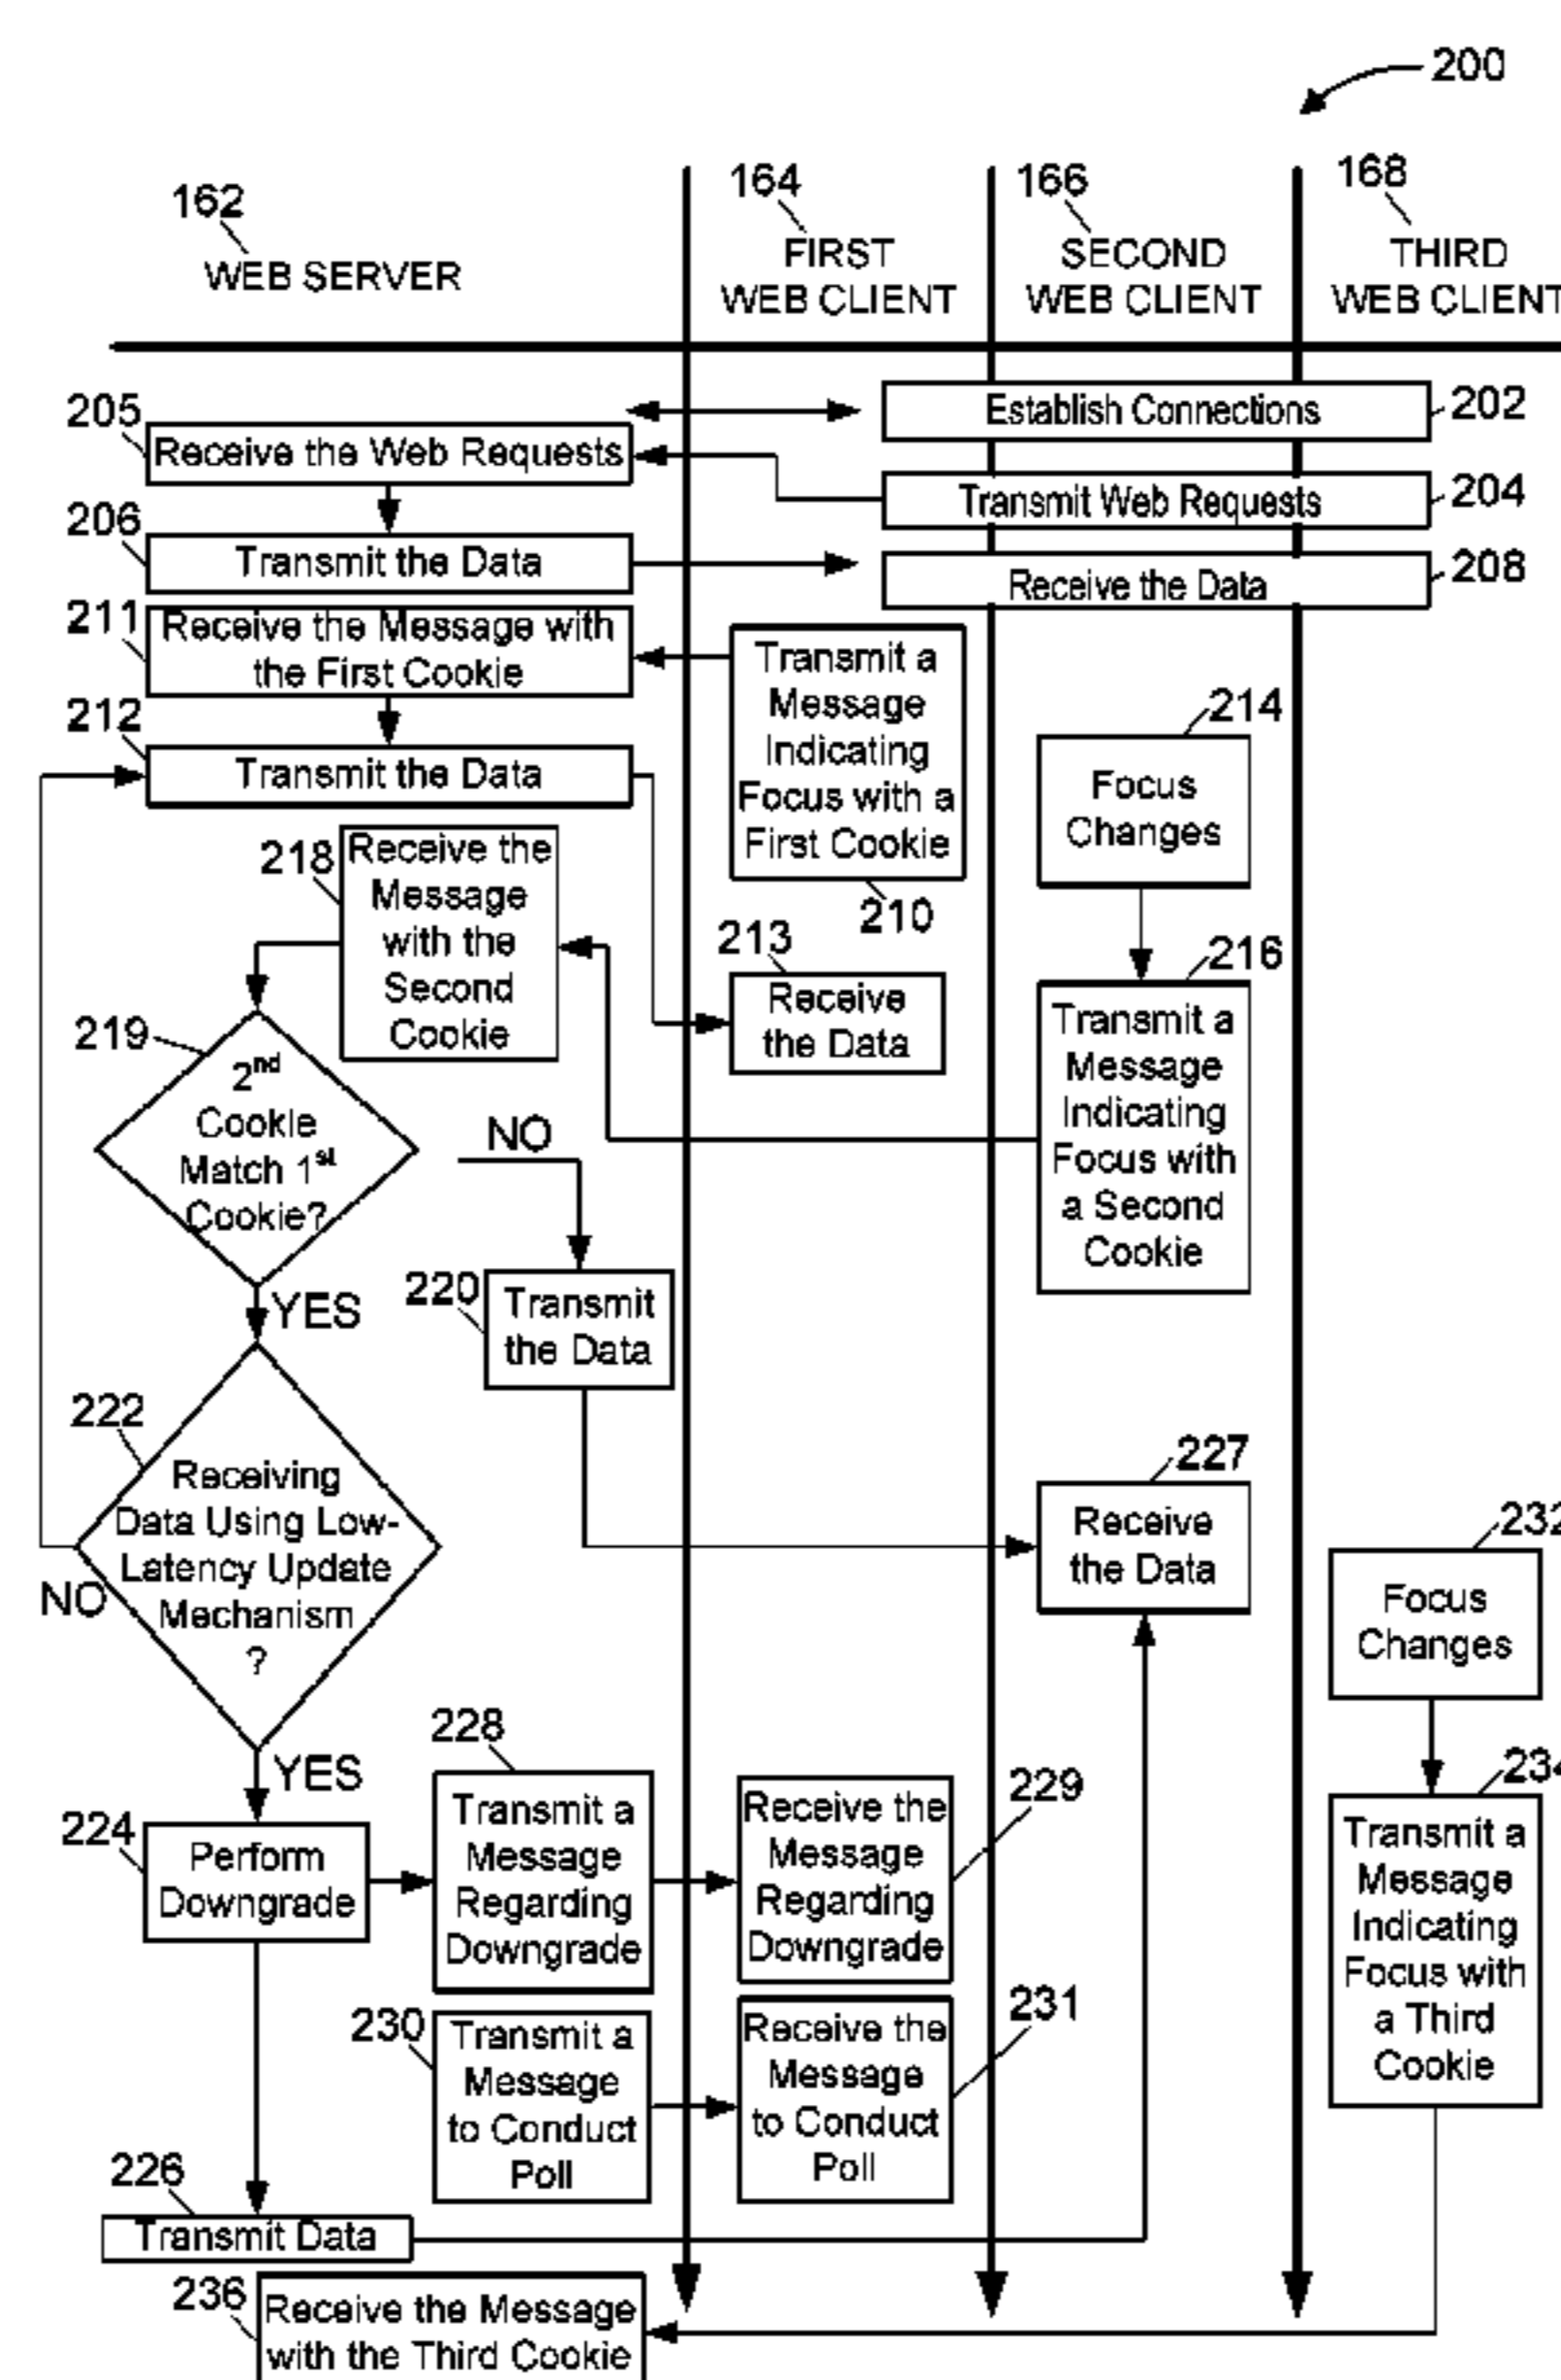 200
162
WEB SERVER
164
FIRST
WEB CLIENT
166
SECOND
WEB CLIENT
168
THIRD
WEB CLIENT
205
Receive the Web Requests
Establish Connections
202
Transmit Web Requests
204
206
Transmit the Data
Receive the Data
208
211
Receive the Message with
the First Cookie
Transmit a
Message
Indicating
Focus with a
First Cookie
210
212
Transmit the Data
214
Focus
Changes
218
Receive the
Message
with the
Second
Cookie
213
Receive
the Data
216
Transmit a
Message
Indicating
Focus with
a Second
Cookie
219
2nd
Cookie
Match 1st
Cookie?
NO
YES
220
Transmit
the Data
222
Receiving
Data Using Low-
Latency Update
Mechanism
?
NO
YES
227
Receive
the Data
232
Focus
Changes
224
Perform
Downgrade
228
Transmit a
Message
Regarding
Downgrade
229
Receive the
Message
Regarding
Downgrade
234
Transmit a
Message
Indicating
Focus with
a Third
Cookie
230
Transmit a
Message
to Conduct
Poll
231
Receive the
Message
to Conduct
Poll
226
Transmit Data
236
Receive the Message
with the Third Cookie